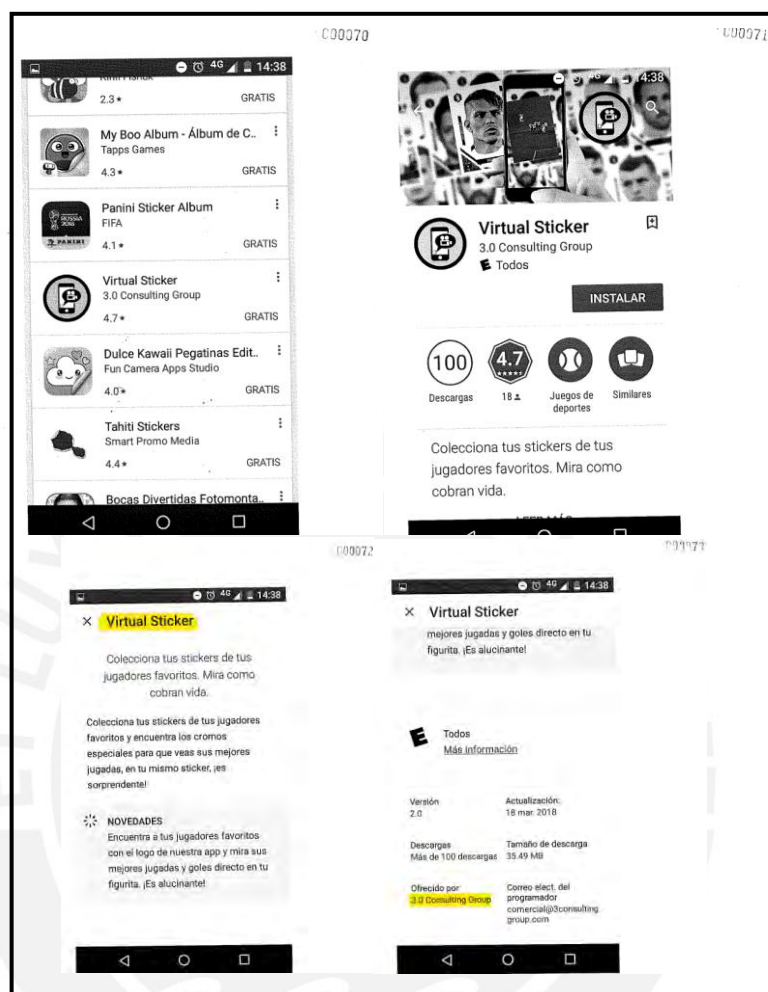 000070
14:38
4G
2.3★ GRATIS
My Boo Album - Álbum de C..
Tapps Games
4.3★ GRATIS
RUSSIA
2018
PANINI
Panini Sticker Album
FIFA
4.1★ GRATIS
Virtual Sticker
3.0 Consulting Group
4.7★ GRATIS
Dulce Kawaii Pegatinas Edit..
Fun Camera Apps Studio
4.0★ GRATIS
Tahiti Stickers
Smart Promo Media
4.4★ GRATIS
Bocas Divertidas Fotomonta..
000071
4G 14:38
Virtual Sticker
3.0 Consulting Group
E Todos
INSTALAR
100
4.7
Descargas
18
Juegos de
deportes
Similares
Colecciona tus stickers de tus
jugadores favoritos. Mira como
cobran vida.
000072
4G 14:38
× Virtual Sticker
Colecciona tus stickers de tus
jugadores favoritos. Mira como
cobran vida.
Colecciona tus stickers de tus jugadores
favoritos y encuentra los cromos
especiales para que veas sus mejores
jugadas, en tu mismo sticker, ¡es
sorprendente!
NOVEDADES
Encuentra a tus jugadores favoritos
con el logo de nuestra app y mira sus
mejores jugadas y goles directo en tu
figurita. ¡Es alucinante!
4G 14:38
× Virtual Sticker
mejores jugadas y goles directo en tu
figurita. ¡Es alucinante!
E Todos
Más información
Versión
2.0
Actualización:
18 mar. 2018
Descargas
Más de 100 descargas
Tamaño de descarga
35.49 MB
Ofrecido por
3.0 Consulting Group
Correo elect. del
programador
comercial@3consulting
group.com